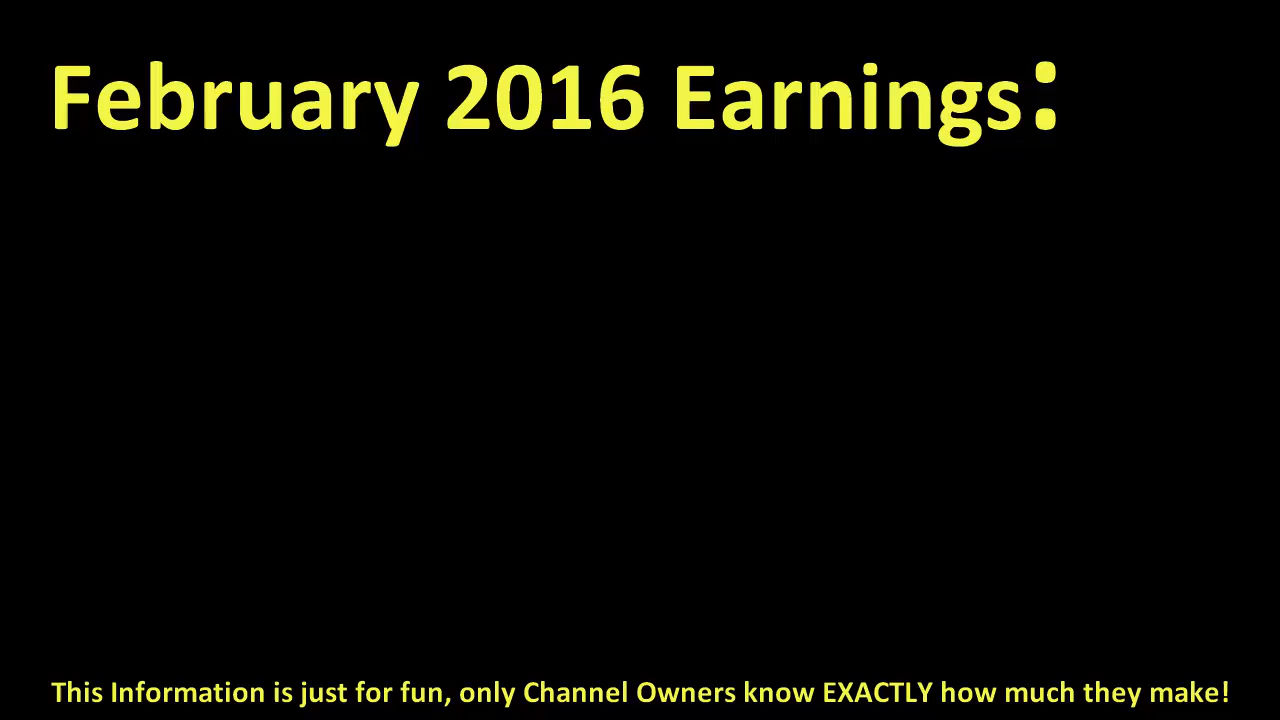 February 2016 Earnings:
This Information is just for fun, only Channel Owners know EXACTLY how much they make!